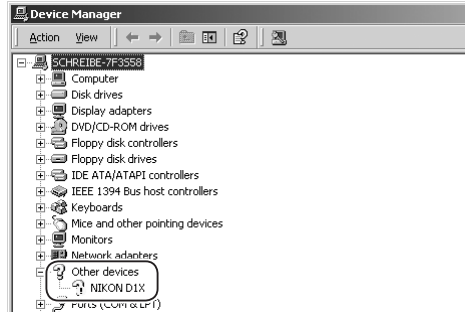 Device Manager
Action View
SCHREIBE-7F3S58
Computer
Disk drives
Display adapters
DVD/CD-ROM drives
Floppy disk controllers
Floppy disk drives
IDE ATA/ATAPI controllers
IEEE 1394 Bus host controllers
Keyboards
Mice and other pointing devices
Monitors
Network adapters
Other devices
NIKON D1X
Ports (COM & LPT)